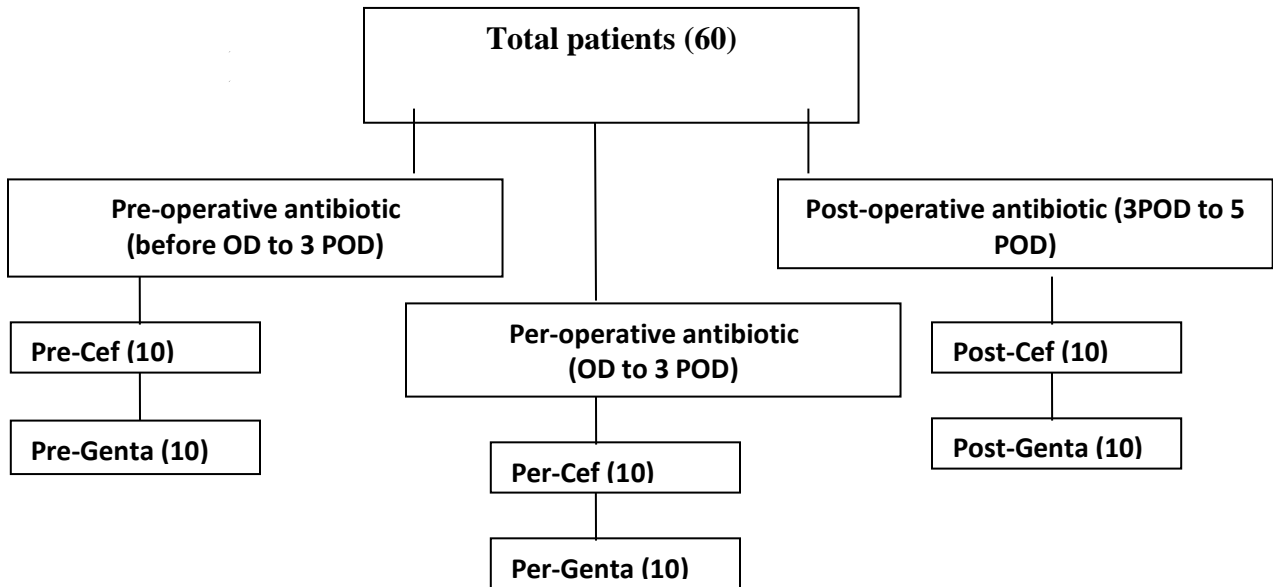 Total patients (60)
Pre-operative antibiotic
(before OD to 3 POD)
Post-operative antibiotic (3POD to 5
POD)
Per-operative antibiotic
(OD to 3 POD)
Pre-Cef (10)
Post-Cef (10)
Pre-Genta (10)
Post-Genta (10)
Per-Cef (10)
Per-Genta (10)